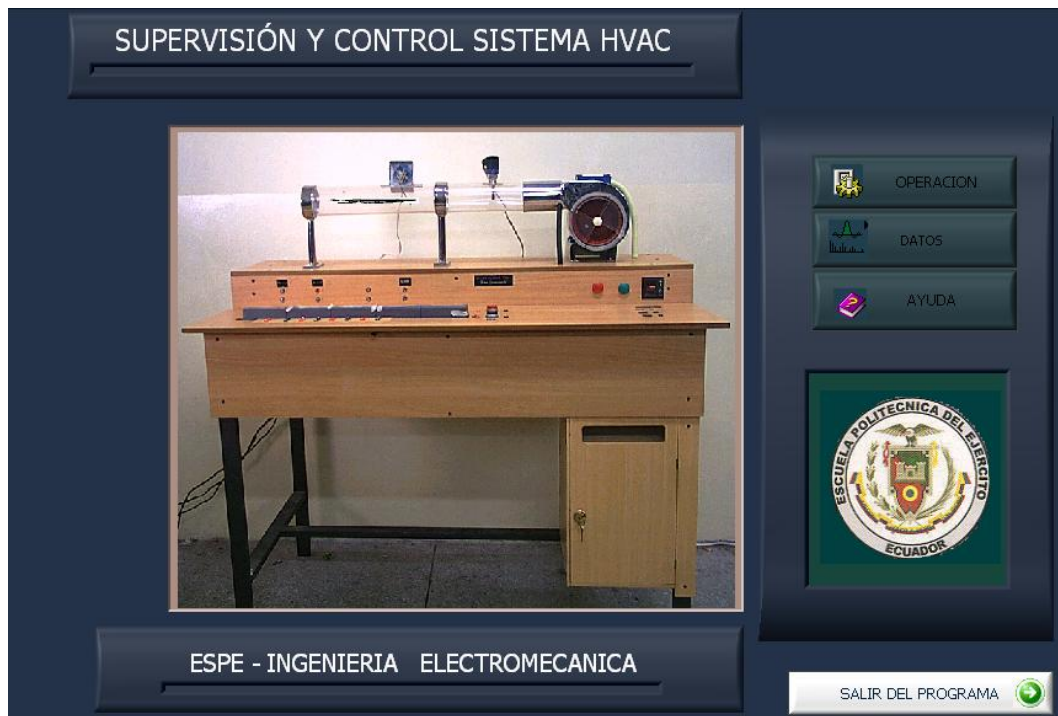 SUPERVISIÓN Y CONTROL SISTEMA HVAC
OPERACION
DATOS
AYUDA
ESCUELA POLITECNICA DEL EJERCITO
ECUADOR
ESPE - INGENIERIA ELECTROMECANICA
SALIR DEL PROGRAMA